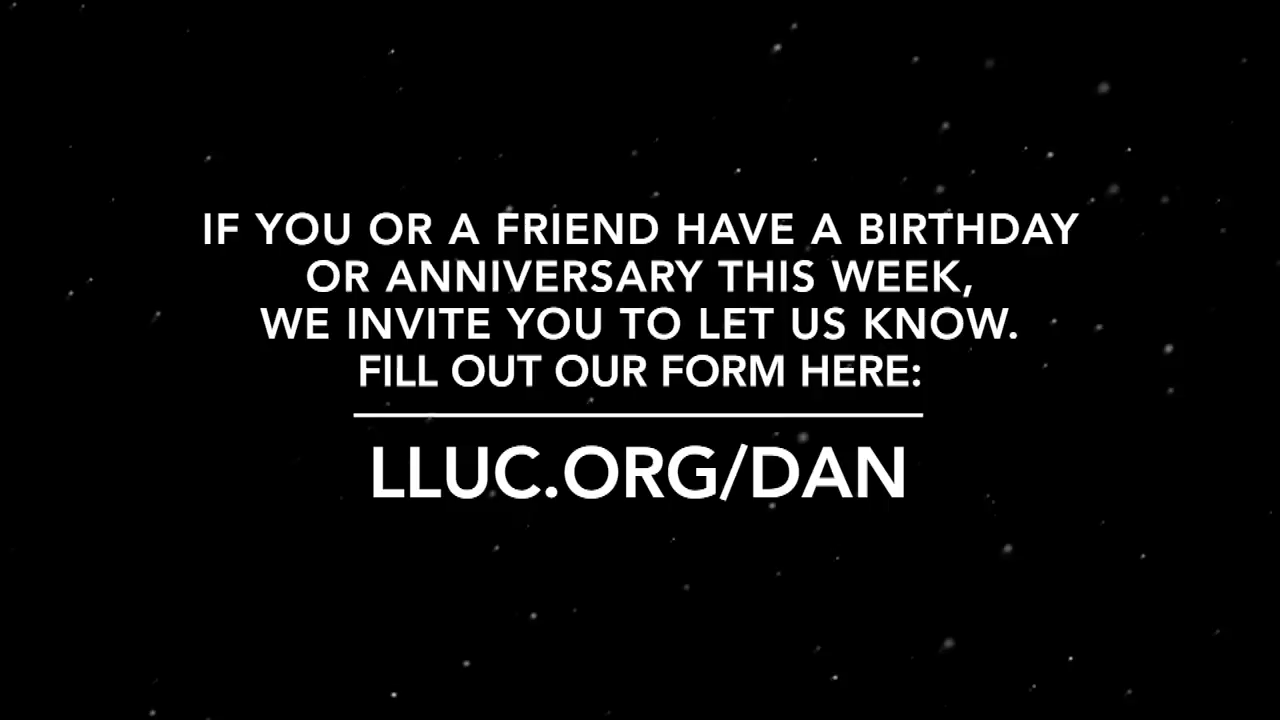 IF YOU OR A FRIEND HAVE A BIRTHDAY
OR ANNIVERSARY THIS WEEK,
WE INVITE YOU TO LET US KNOW.
FILL OUT OUR FORM HERE:
LLUC.ORG/DAN